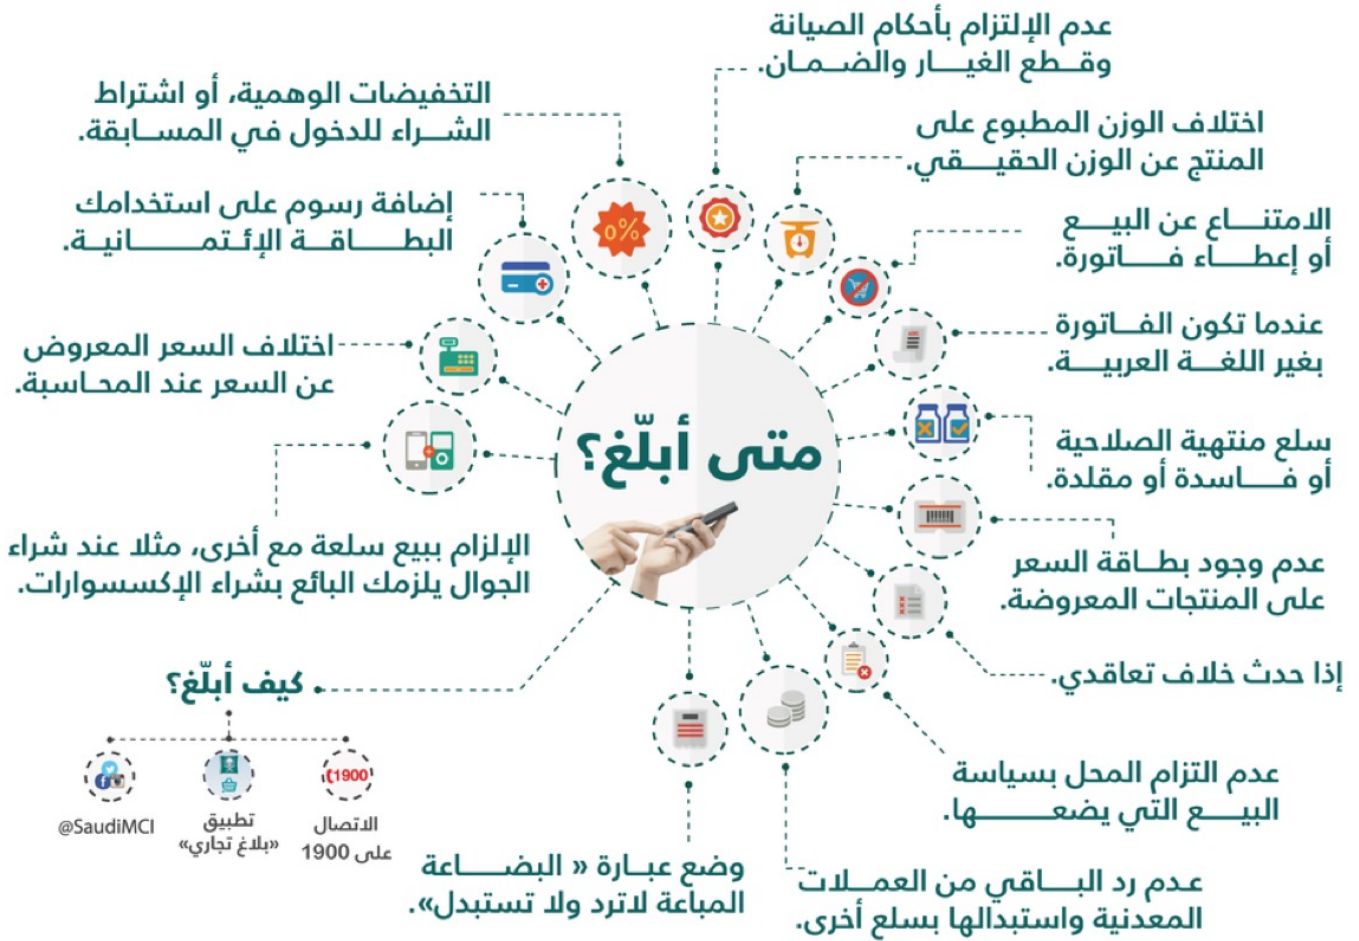 متى أبلّغ؟
عدم الإلتزام بأحكام الصيانة
وقطع الغيار والضمان.
اختلاف الوزن المطبوع على
المنتج عن الوزن الحقيقي.
الامتناع عن البيع
أو إعطاء فاتورة.
عندما تكون الفاتورة
بغير اللغة العربية.
سلع منتهية الصلاحية
أو فاسدة أو مقلدة.
عدم وجود بطاقة السعر
على المنتجات المعروضة.
إذا حدث خلاف تعاقدي.
عدم التزام المحل بسياسة
البيع التي يضعها.
عدم رد الباقي من العملات
المعدنية واستبدالها بسلع أخرى.
وضع عبارة « البضاعة
المباعة لاترد ولا تستبدل».
التخفيضات الوهمية، أو اشتراط
الشراء للدخول في المسابقة.
0%
إضافة رسوم على استخدامك
البطاقة الإئتمانية.
اختلاف السعر المعروض
عن السعر عند المحاسبة.
الإلزام ببيع سلعة مع أخرى، مثلا عند شراء
الجوال يلزمك البائع بشراء الإكسسوارات.
كيف أبلّغ؟
1900
الاتصال
على 1900
تطبيق
«بلاغ تجاري»
@SaudiMCI